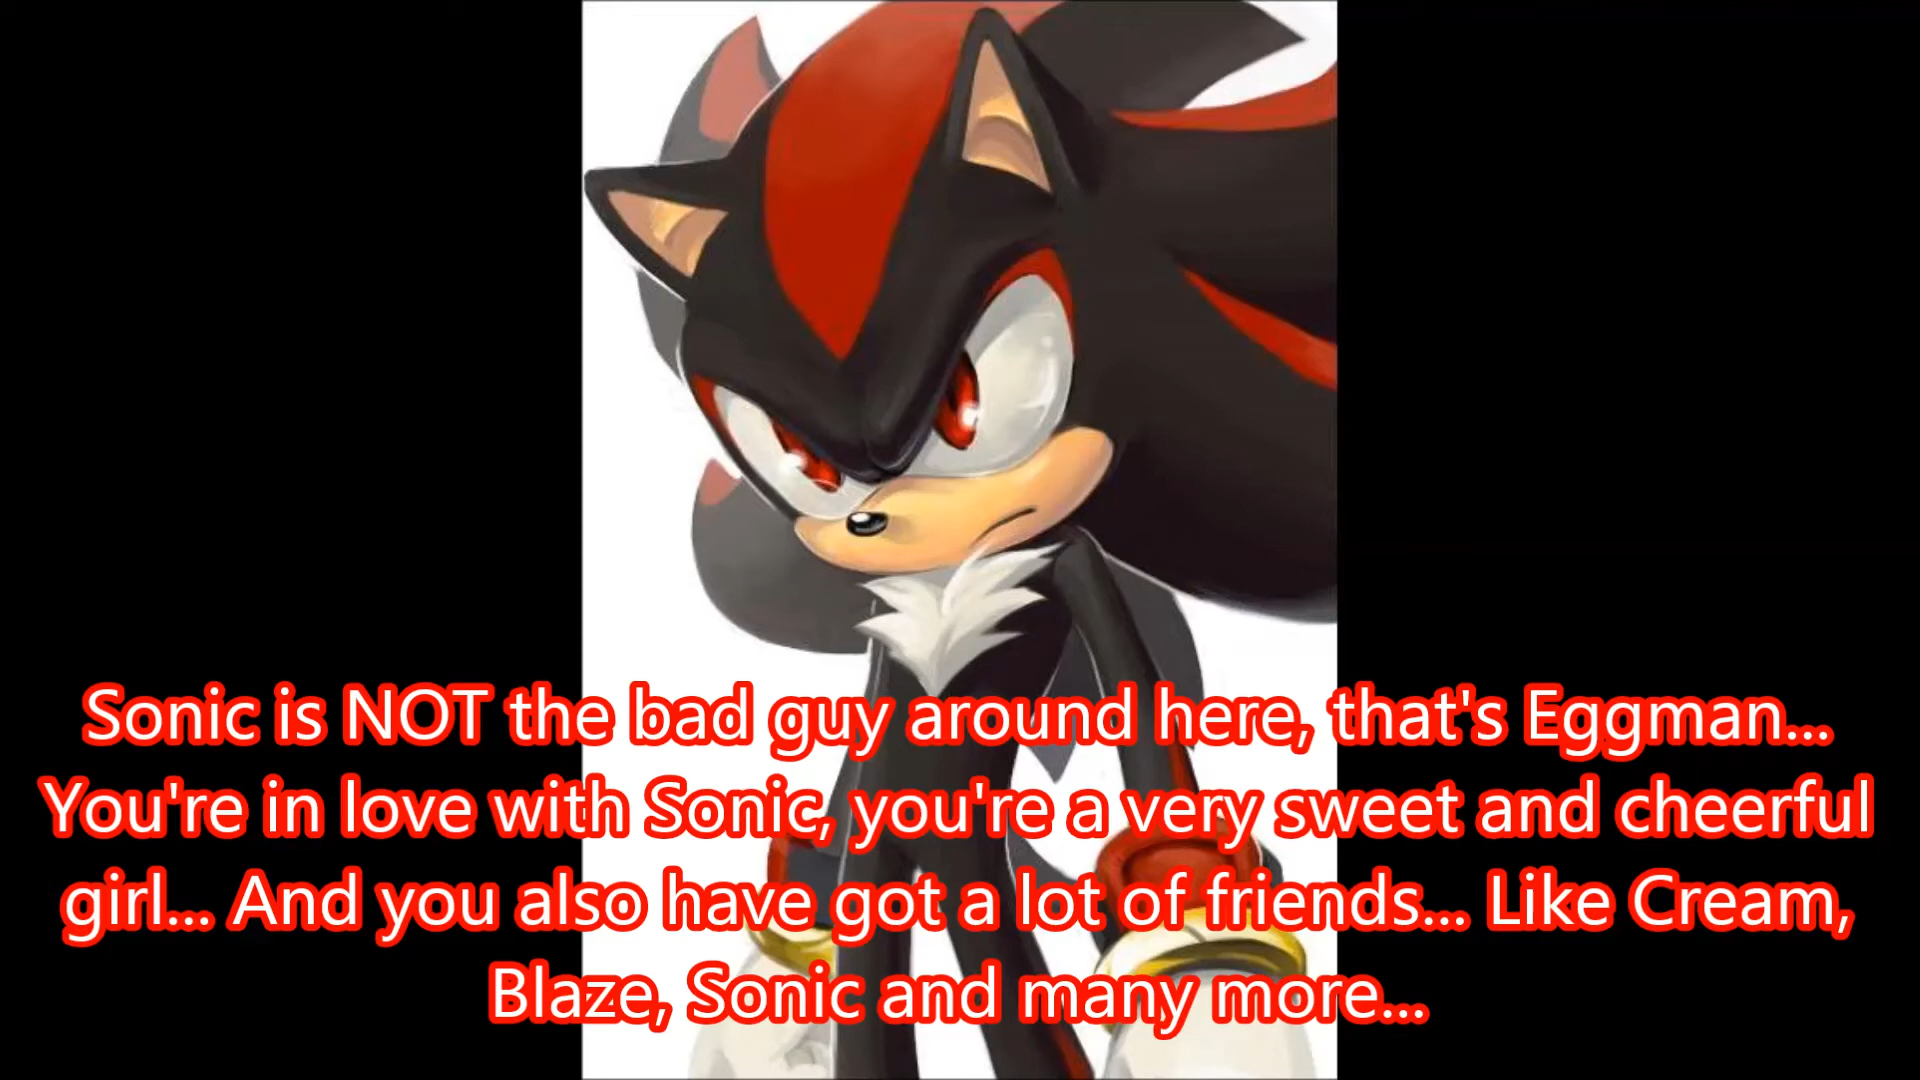 Sonic is NOT the bad guy around here, that's Eggman...
You're in love with Sonic, you're a very sweet and cheerful
girl... And you also have got a lot of friends... Like Cream,
Blaze, Sonic and many more...